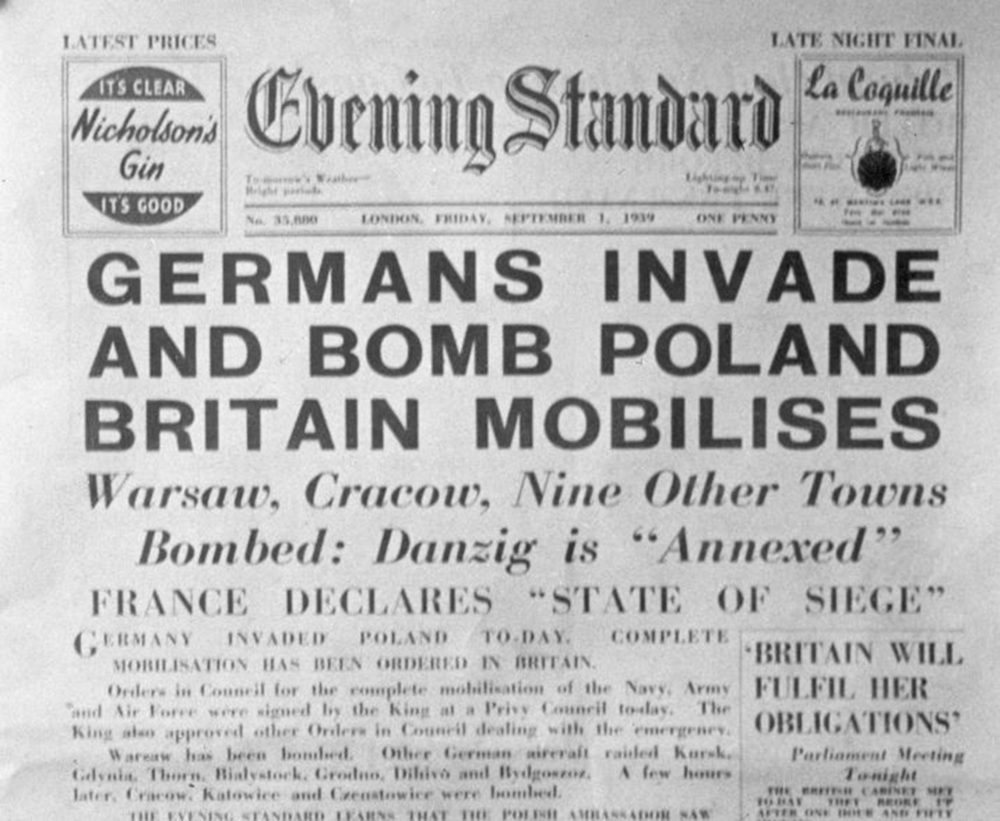 LATEST PRICES
LATE NIGHT FINAL
IT'S CLEAR
Nicholson's
Gin
IT'S GOOD
Evening Standard
La Coquille
To-morrow's Weather—
Bright periods.
Lighting-up Time
To-night 8.47.
No. 35,880 LONDON, FRIDAY, SEPTEMBER 1, 1939 ONE PENNY
GERMANS INVADE
AND BOMB POLAND
BRITAIN MOBILISES
Warsaw, Cracow, Nine Other Towns
Bombed: Danzig is “Annexed”
FRANCE DECLARES “STATE OF SIEGE”
GERMANY INVADED POLAND TO-DAY. COMPLETE
MOBILISATION HAS BEEN ORDERED IN BRITAIN.
Orders in Council for the complete mobilisation of the Navy, Army
and Air Force were signed by the King at a Privy Council to-day. The
King also approved other Orders in Council dealing with the emergency.
Warsaw has been bombed. Other German aircraft raided Kursk,
Gdynia, Thorn, Bialystock, Grodno, and Bydgoszoz. A few hours
later, Cracow, Katowice and Czenstowice were bombed.
THE EVENING STANDARD LEARNS THAT THE POLISH AMBASSADOR SAW
‘BRITAIN WILL
FULFIL HER
OBLIGATIONS’
Parliament Meeting
To-night
THE BRITISH CABINET MET
TO-DAY THEY BROKE UP
AFTER ONE HOUR AND FIFTY